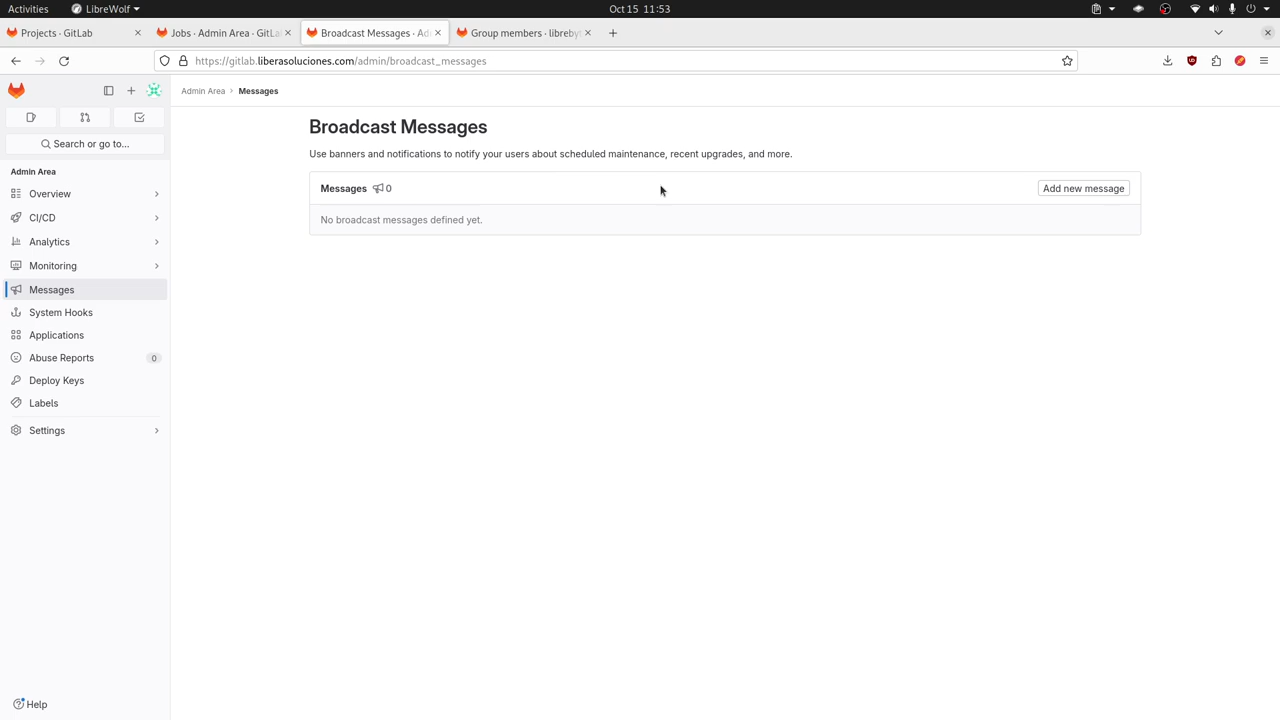 Activities
LibreWolf
Oct 15 11:53
Projects · GitLab
Jobs · Admin Area · GitLa
Broadcast Messages · Ad
Group members · libreby
https://gitlab.liberasoluciones.com/admin/broadcast_messages
Admin Area
Messages
Search or go to...
Admin Area
Overview
CI/CD
Analytics
Monitoring
Messages
System Hooks
Applications
Abuse Reports 0
Deploy Keys
Labels
Settings
Help
Broadcast Messages
Use banners and notifications to notify your users about scheduled maintenance, recent upgrades, and more.
Messages 0
Add new message
No broadcast messages defined yet.